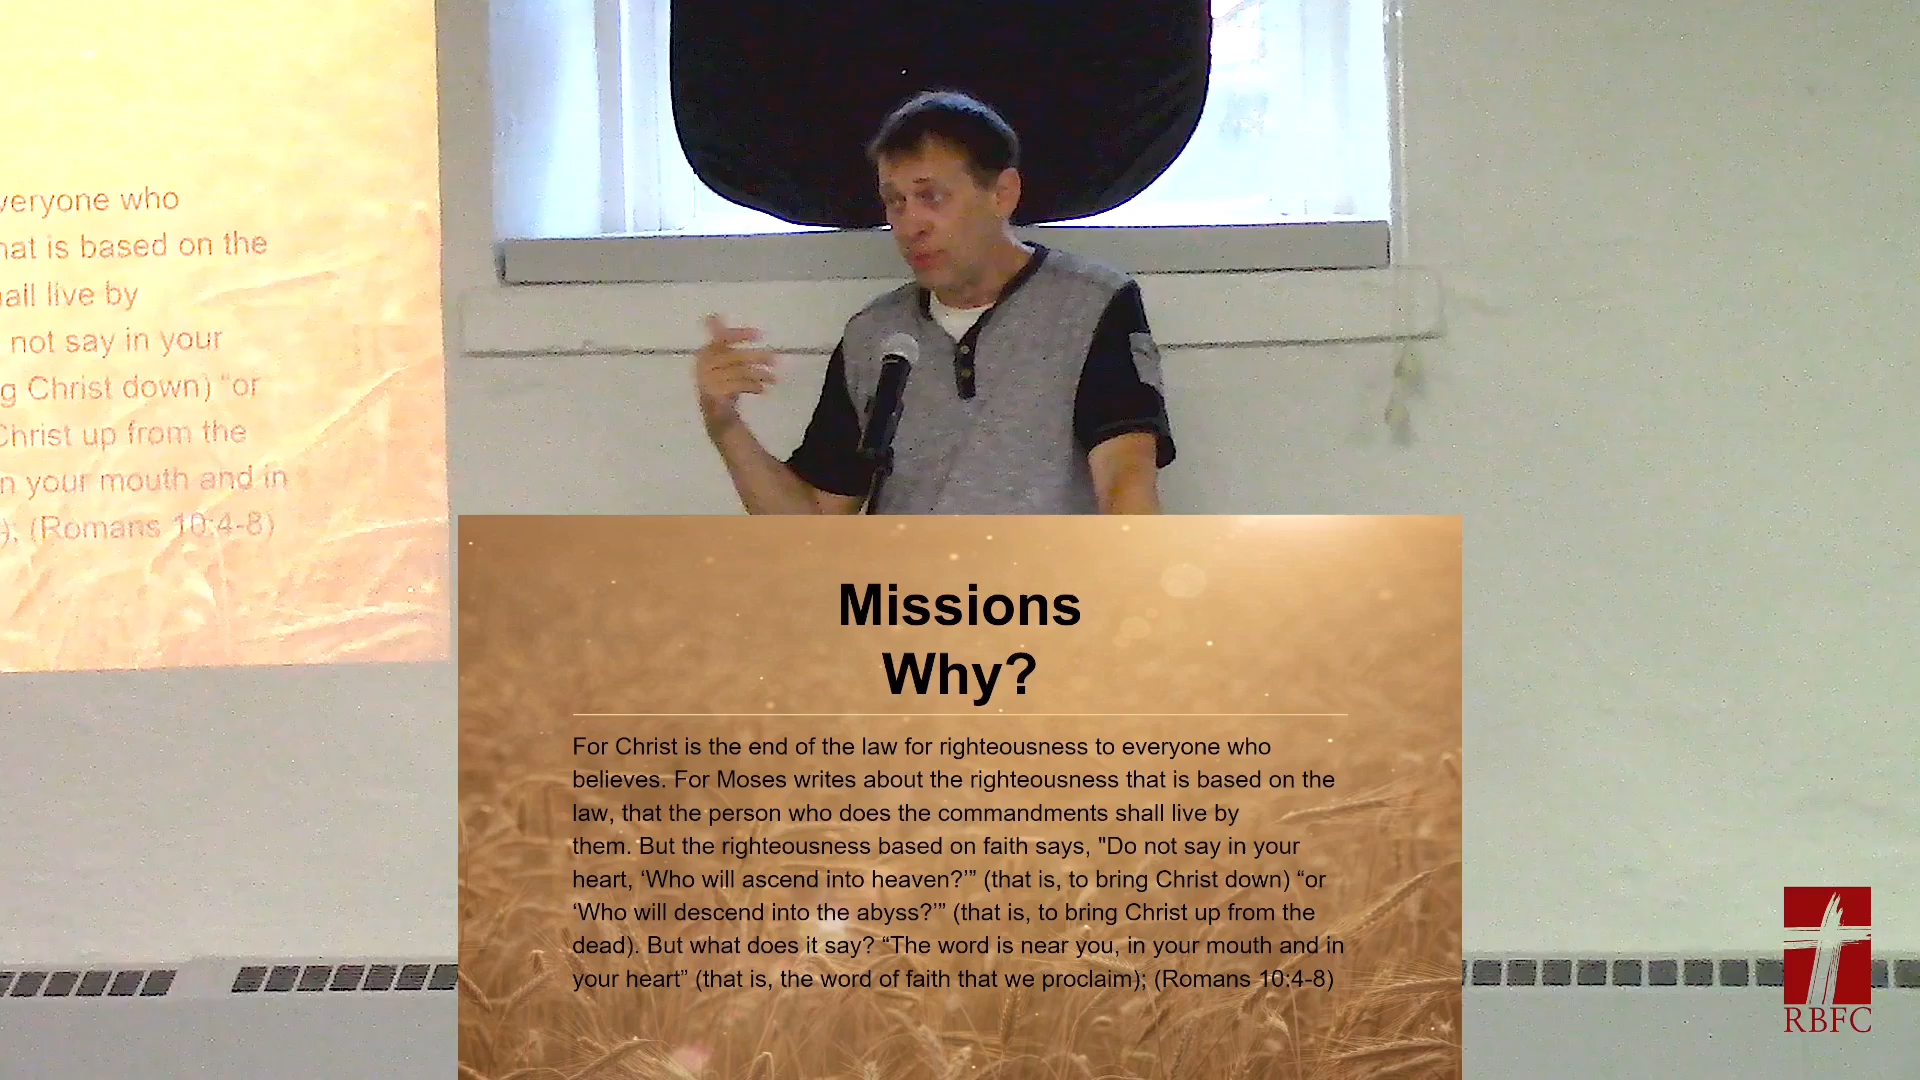 veryone who
hat is based on the
hall live by
not say in your
g Christ down) “or
Christ up from the
n your mouth and in
); (Romans 10:4-8)
Missions
Why?
For Christ is the end of the law for righteousness to everyone who
believes. For Moses writes about the righteousness that is based on the
law, that the person who does the commandments shall live by
them. But the righteousness based on faith says, "Do not say in your
heart, ‘Who will ascend into heaven?’” (that is, to bring Christ down) “or
‘Who will descend into the abyss?’” (that is, to bring Christ up from the
dead). But what does it say? “The word is near you, in your mouth and in
your heart” (that is, the word of faith that we proclaim); (Romans 10:4-8)
RBFC